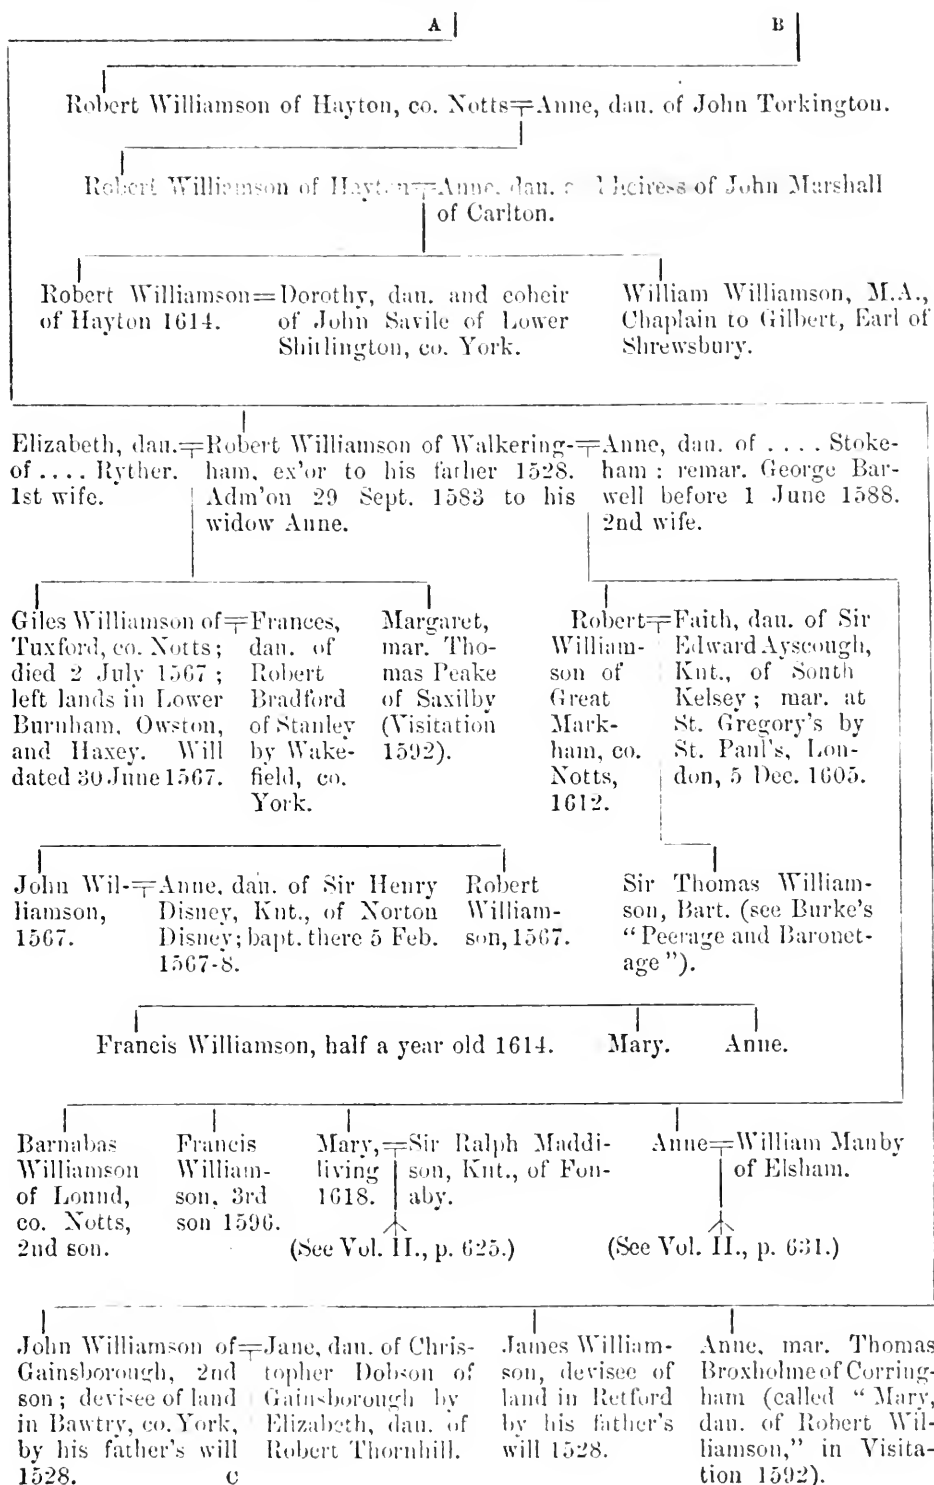 A B
Robert Williamson of Hayton, co. Notts=Anne, dan. of John Torkington.
Robert Williamson of Hayton=Anne, dau. heiress of John Marshall
of Carlton.
Robert Williamson=Dorothy, dan. and coheir
of Hayton 1614. of John Savile of Lower
Shitlington, co. York.
William Williamson, M.A.,
Chaplain to Gilbert, Earl of
Shrewsbury.
Elizabeth, dau.
of .... Ryther.
1st wife.
=Robert Williamson of Walkering-
ham, ex'or to his father 1528.
Adm'on 29 Sept. 1583 to his
widow Anne.
=Anne, dau. of .... Stoke-
ham: remar. George Bar-
well before 1 June 1588.
2nd wife.
Giles Williamson of
Tuxford, co. Notts;
died 2 July 1567;
left lands in Lower
Burnham, Owston,
and Haxey. Will
dated 30 June 1567.
=Frances,
dau. of
Robert
Bradford
of Stanley
by Wake-
field, co.
York.
Margaret,
mar. Tho-
mas Peake
of Saxilby
(Visitation
1592).
Robert
William-
son of
Great
Mark-
ham, co.
Notts,
1612.
=Faith, dau. of Sir
Edward Ayscough,
Knt., of South
Kelsey; mar. at
St. Gregory's by
St. Paul's, Lon-
don, 5 Dec. 1605.
John Wil-
liamson,
1567.
=Anne, dau. of Sir Henry
Disney, Knt., of Norton
Disney; bapt. there 5 Feb.
1567-8.
Robert
William-
son, 1567.
Sir Thomas William-
son, Bart. (see Burke's
"Peerage and Baronet-
age").
Francis Williamson, half a year old 1614. Mary. Anne.
Barnabas
Williamson
of Lound,
co. Notts,
2nd son.
Francis
William-
son, 3rd
son 1596.
Mary,
living
1618.
=Sir Ralph Maddi-
son, Knt., of Fon-
aby.
(See Vol. II., p. 625.)
Anne=William Manby
of Elsham.
(See Vol. II., p. 631.)
John Williamson of
Gainsborough, 2nd
son; devisee of land
in Bawtry, co. York,
by his father's will
1528.
=Jane, dau. of Chris-
topher Dobson of
Gainsborough by
Elizabeth, dau. of
Robert Thornhill.
James William-
son, devisee of
land in Retford
by his father's
will 1528.
Anne, mar. Thomas
Broxholme of Corring-
ham (called "Mary,
dau. of Robert Wil-
liamson," in Visita-
tion 1592).
C